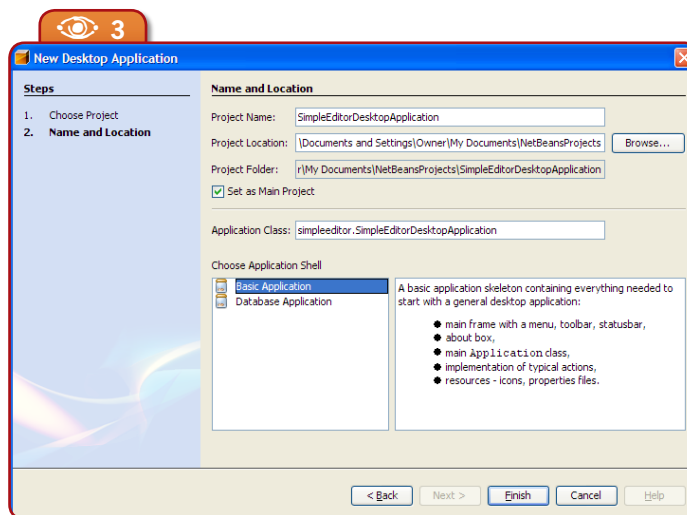 3
New Desktop Application
Steps
1. Choose Project
2. Name and Location
Name and Location
Project Name: SimpleEditorDesktopApplication
Project Location: \Documents and Settings\Owner\My Documents\NetBeansProjects Browse...
Project Folder: r\My Documents\NetBeansProjects\SimpleEditorDesktopApplication
Set as Main Project
Application Class: simpleeditor.SimpleEditorDesktopApplication
Choose Application Shell
Basic Application
Database Application
A basic application skeleton containing everything needed to
start with a general desktop application:
main frame with a menu, toolbar, statusbar,
about box,
main Application class,
implementation of typical actions,
resources - icons, properties files.
< Back Next > Finish Cancel Help